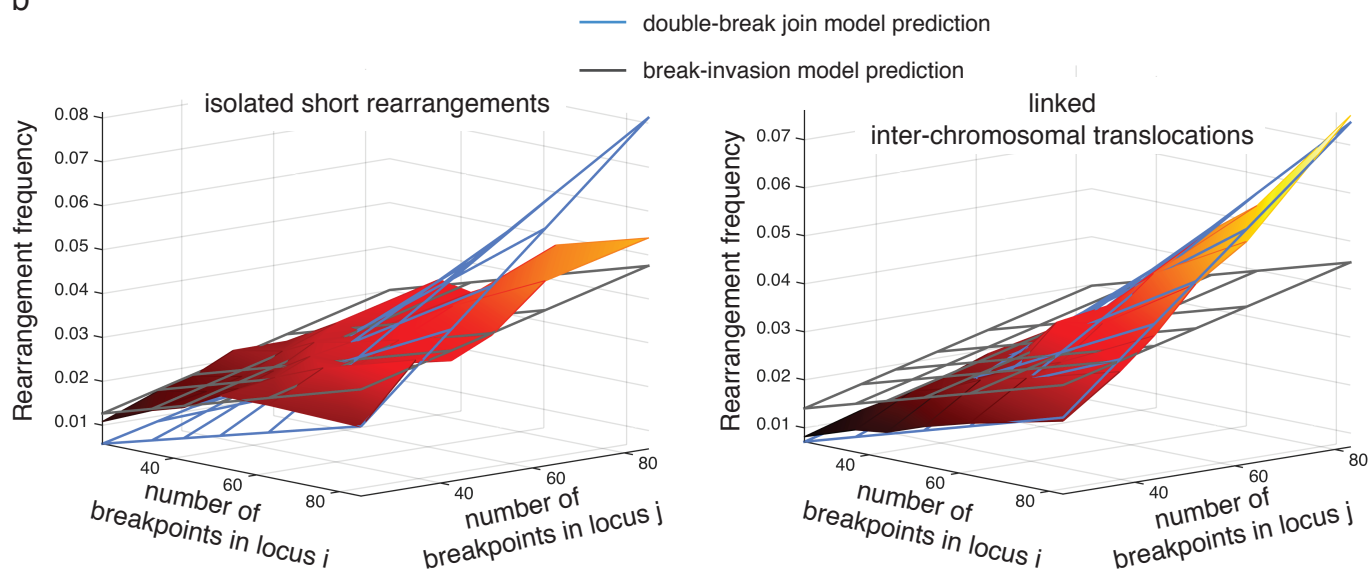 b
double-break join model prediction
break-invasion model prediction
isolated short rearrangements
linked
inter-chromosomal translocations
Rearrangement frequency
0.08
0.07
0.06
0.05
0.04
0.03
0.02
0.01
40
60
80
number of
breakpoints in locus i
40
60
80
number of
breakpoints in locus j
Rearrangement frequency
0.07
0.06
0.05
0.04
0.03
0.02
0.01
40
60
80
number of
breakpoints in locus i
40
60
80
number of
breakpoints in locus j